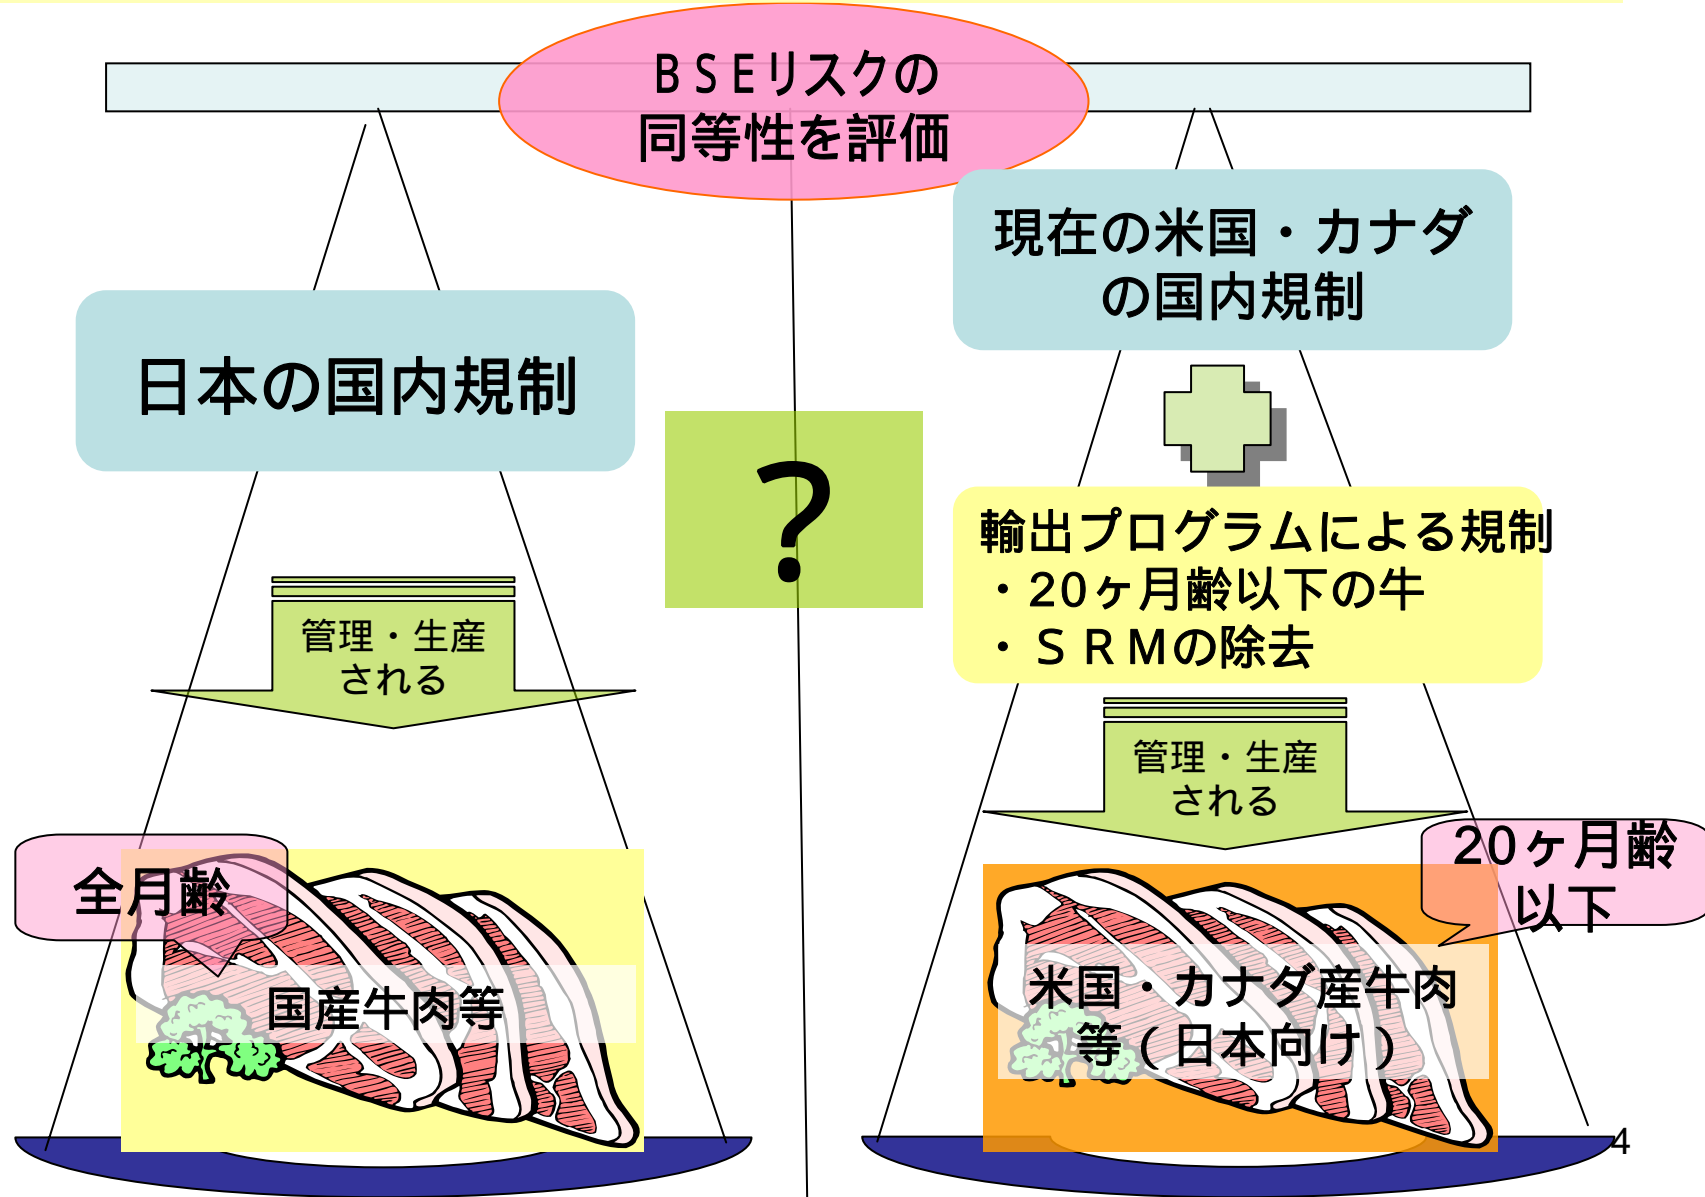 ＢＳＥリスクの
同等性を評価
日本の国内規制
管理・生産
される
全月齢
国産牛肉等
？
現在の米国・カナダ
の国内規制
輸出プログラムによる規制
・20ヶ月齢以下の牛
・ＳＲＭの除去
管理・生産
される
20ヶ月齢
以下
米国・カナダ産牛肉
等（日本向け）
4